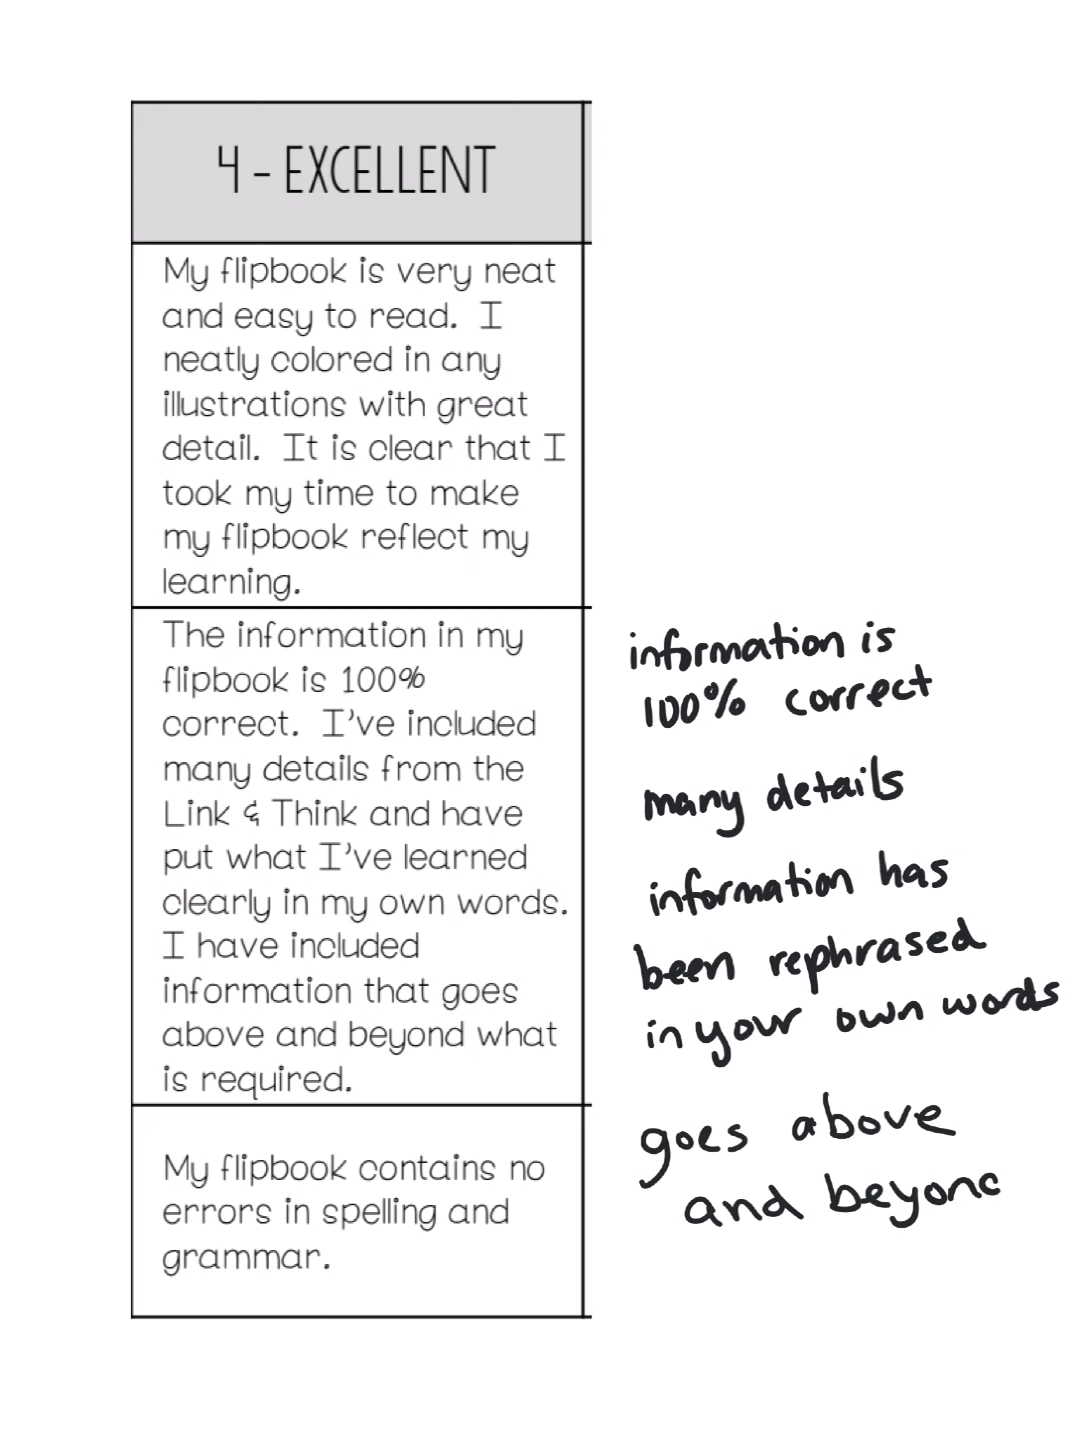 4 - EXCELLENT
My flipbook is very neat
and easy to read. I
neatly colored in any
illustrations with great
detail. It is clear that I
took my time to make
my flipbook reflect my
learning.
The information in my
flipbook is 100%
correct. I've included
many details from the
Link & Think and have
put what I've learned
clearly in my own words.
I have included
information that goes
above and beyond what
is required.
My flipbook contains no
errors in spelling and
grammar.
information is
100% correct
many details
information has
been rephrased
in your own words
goes above
and beyond